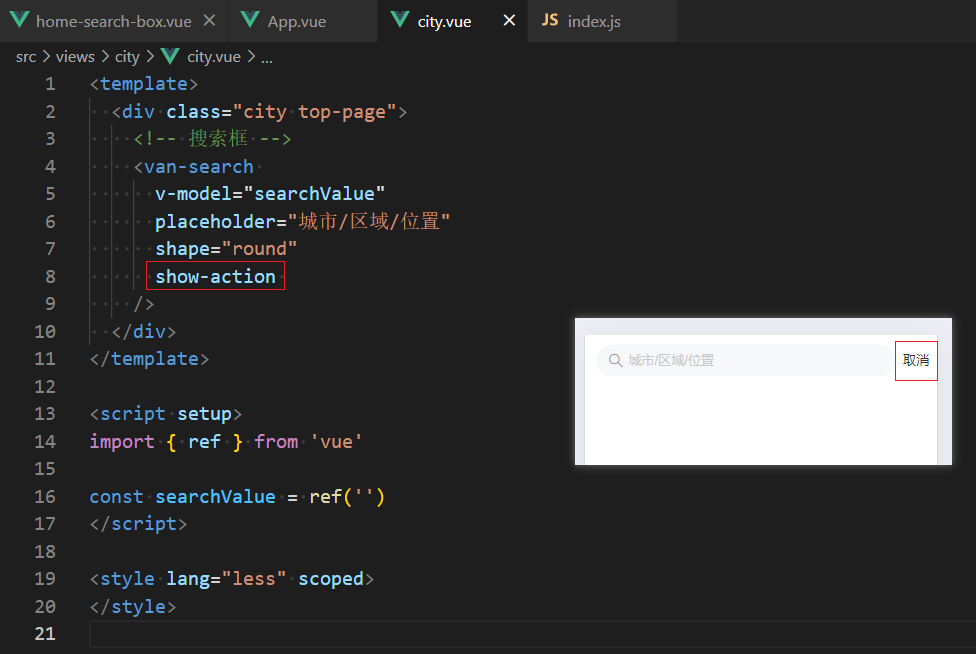 home-search-box.vue App.vue city.vue JS index.js
src > views > city > city.vue > ...
1 <template>
2 <div class="city top-page">
3 <!-- 搜索框 -->
4 <van-search
5 v-model="searchValue"
6 placeholder="城市/区域/位置"
7 shape="round"
8 show-action
9 />
10 </div>
11 </template>
12
13 <script setup>
14 import { ref } from 'vue'
15
16 const searchValue = ref('')
17 </script>
18
19 <style lang="less" scoped>
20 </style>
21
城市/区域/位置 取消